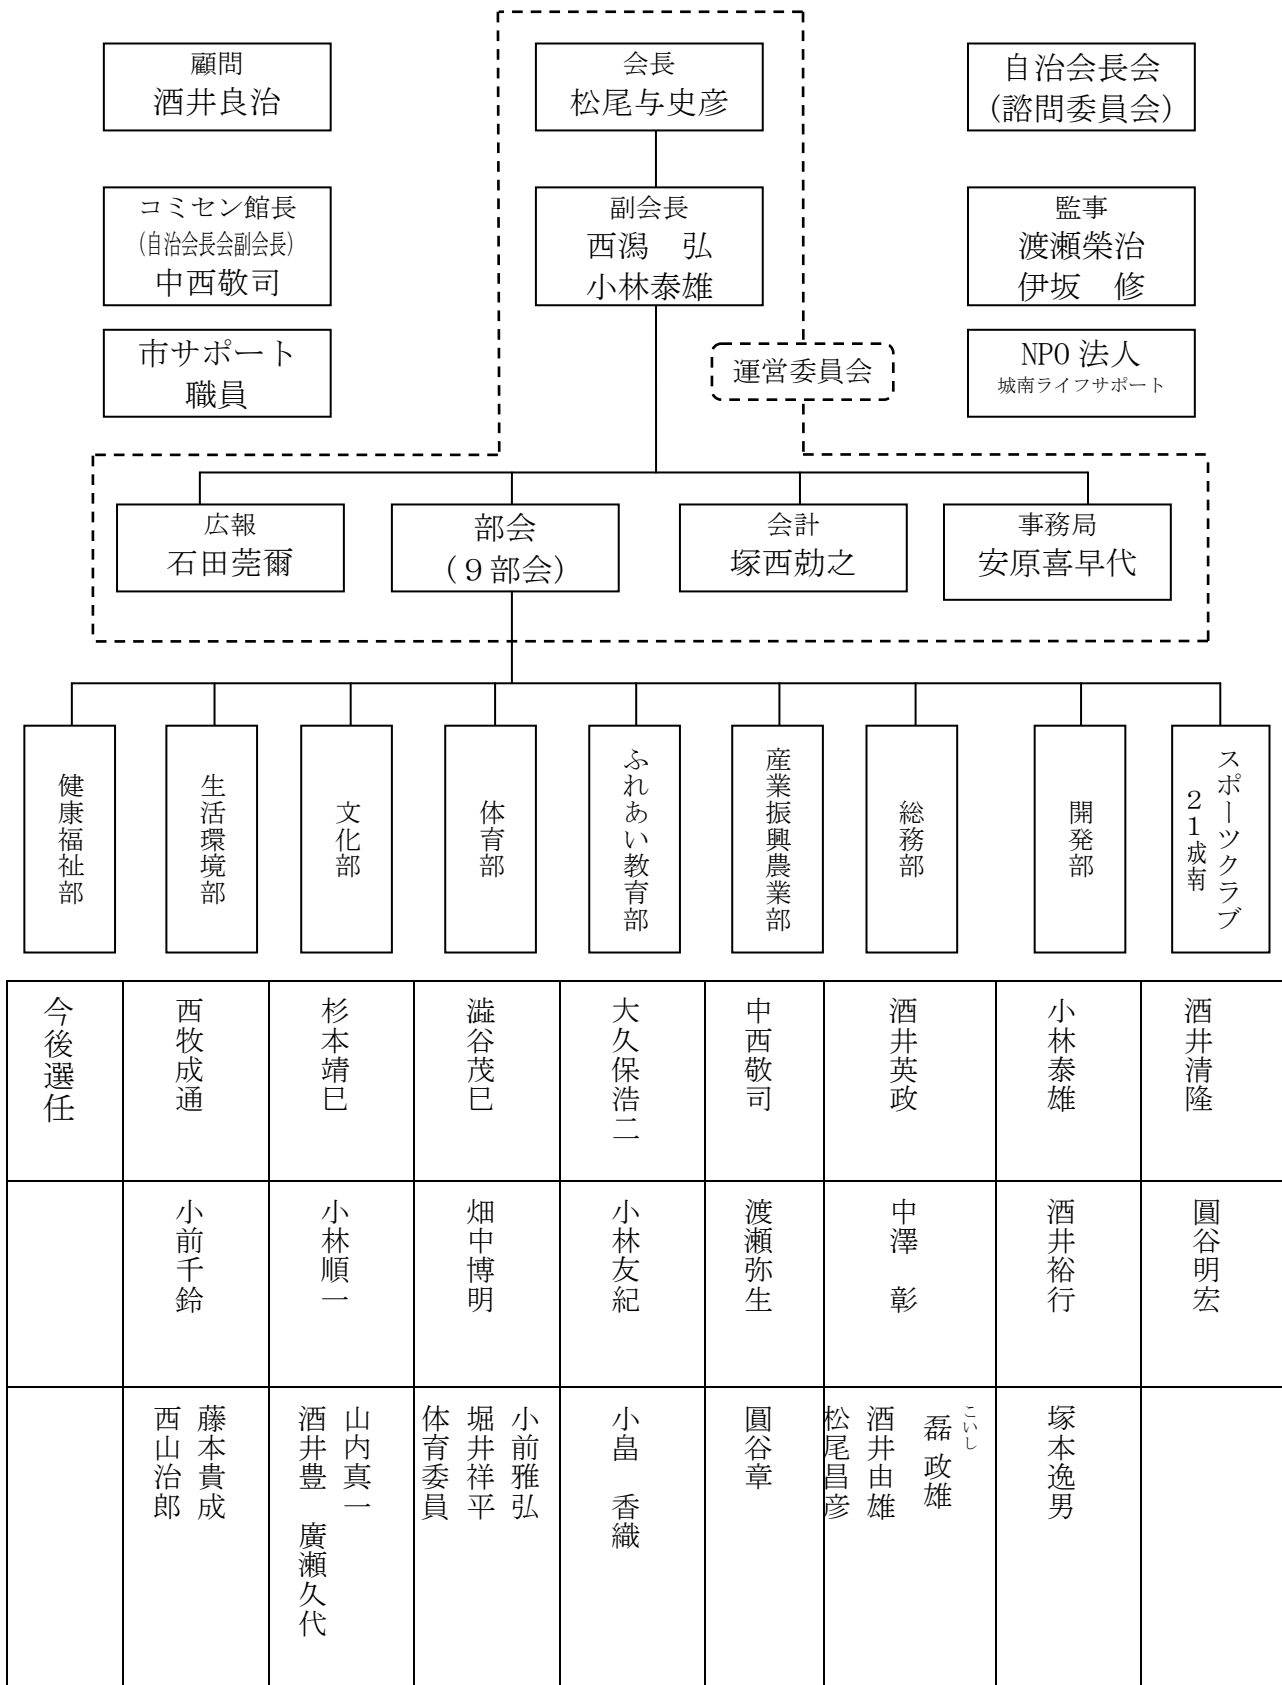 顧問
酒井良治
会長
松尾与史彦
自治会長会
(諮問委員会)
コミセン館長
(自治会長会副会長)
中西敬司
副会長
西潟　弘
小林泰雄
監事
渡瀬榮治
伊坂　修
市サポート
職員
運営委員会
NPO 法人
城南ライフサポート
広報
石田莞爾
部会
(９部会)
会計
塚西勀之
事務局
安原喜早代
健康福祉部
生活環境部
文化部
体育部
ふれあい教育部
産業振興農業部
総務部
開発部
スポーツクラブ
２１成南
今後選任
西牧成通
杉本靖巳
澁谷茂巳
大久保浩二
中西敬司
酒井英政
小林泰雄
酒井清隆
小前千鈴
小林順一
畑中博明
小林友紀
渡瀬弥生
中澤　彰
酒井裕行
圓谷明宏
藤本貴成
西山治郎
山内真一
酒井豊　廣瀬久代
小前雅弘
堀井祥平
体育委員
小畠　香織
圓谷章
こいし
磊 政雄
酒井由雄
松尾昌彦
塚本逸男